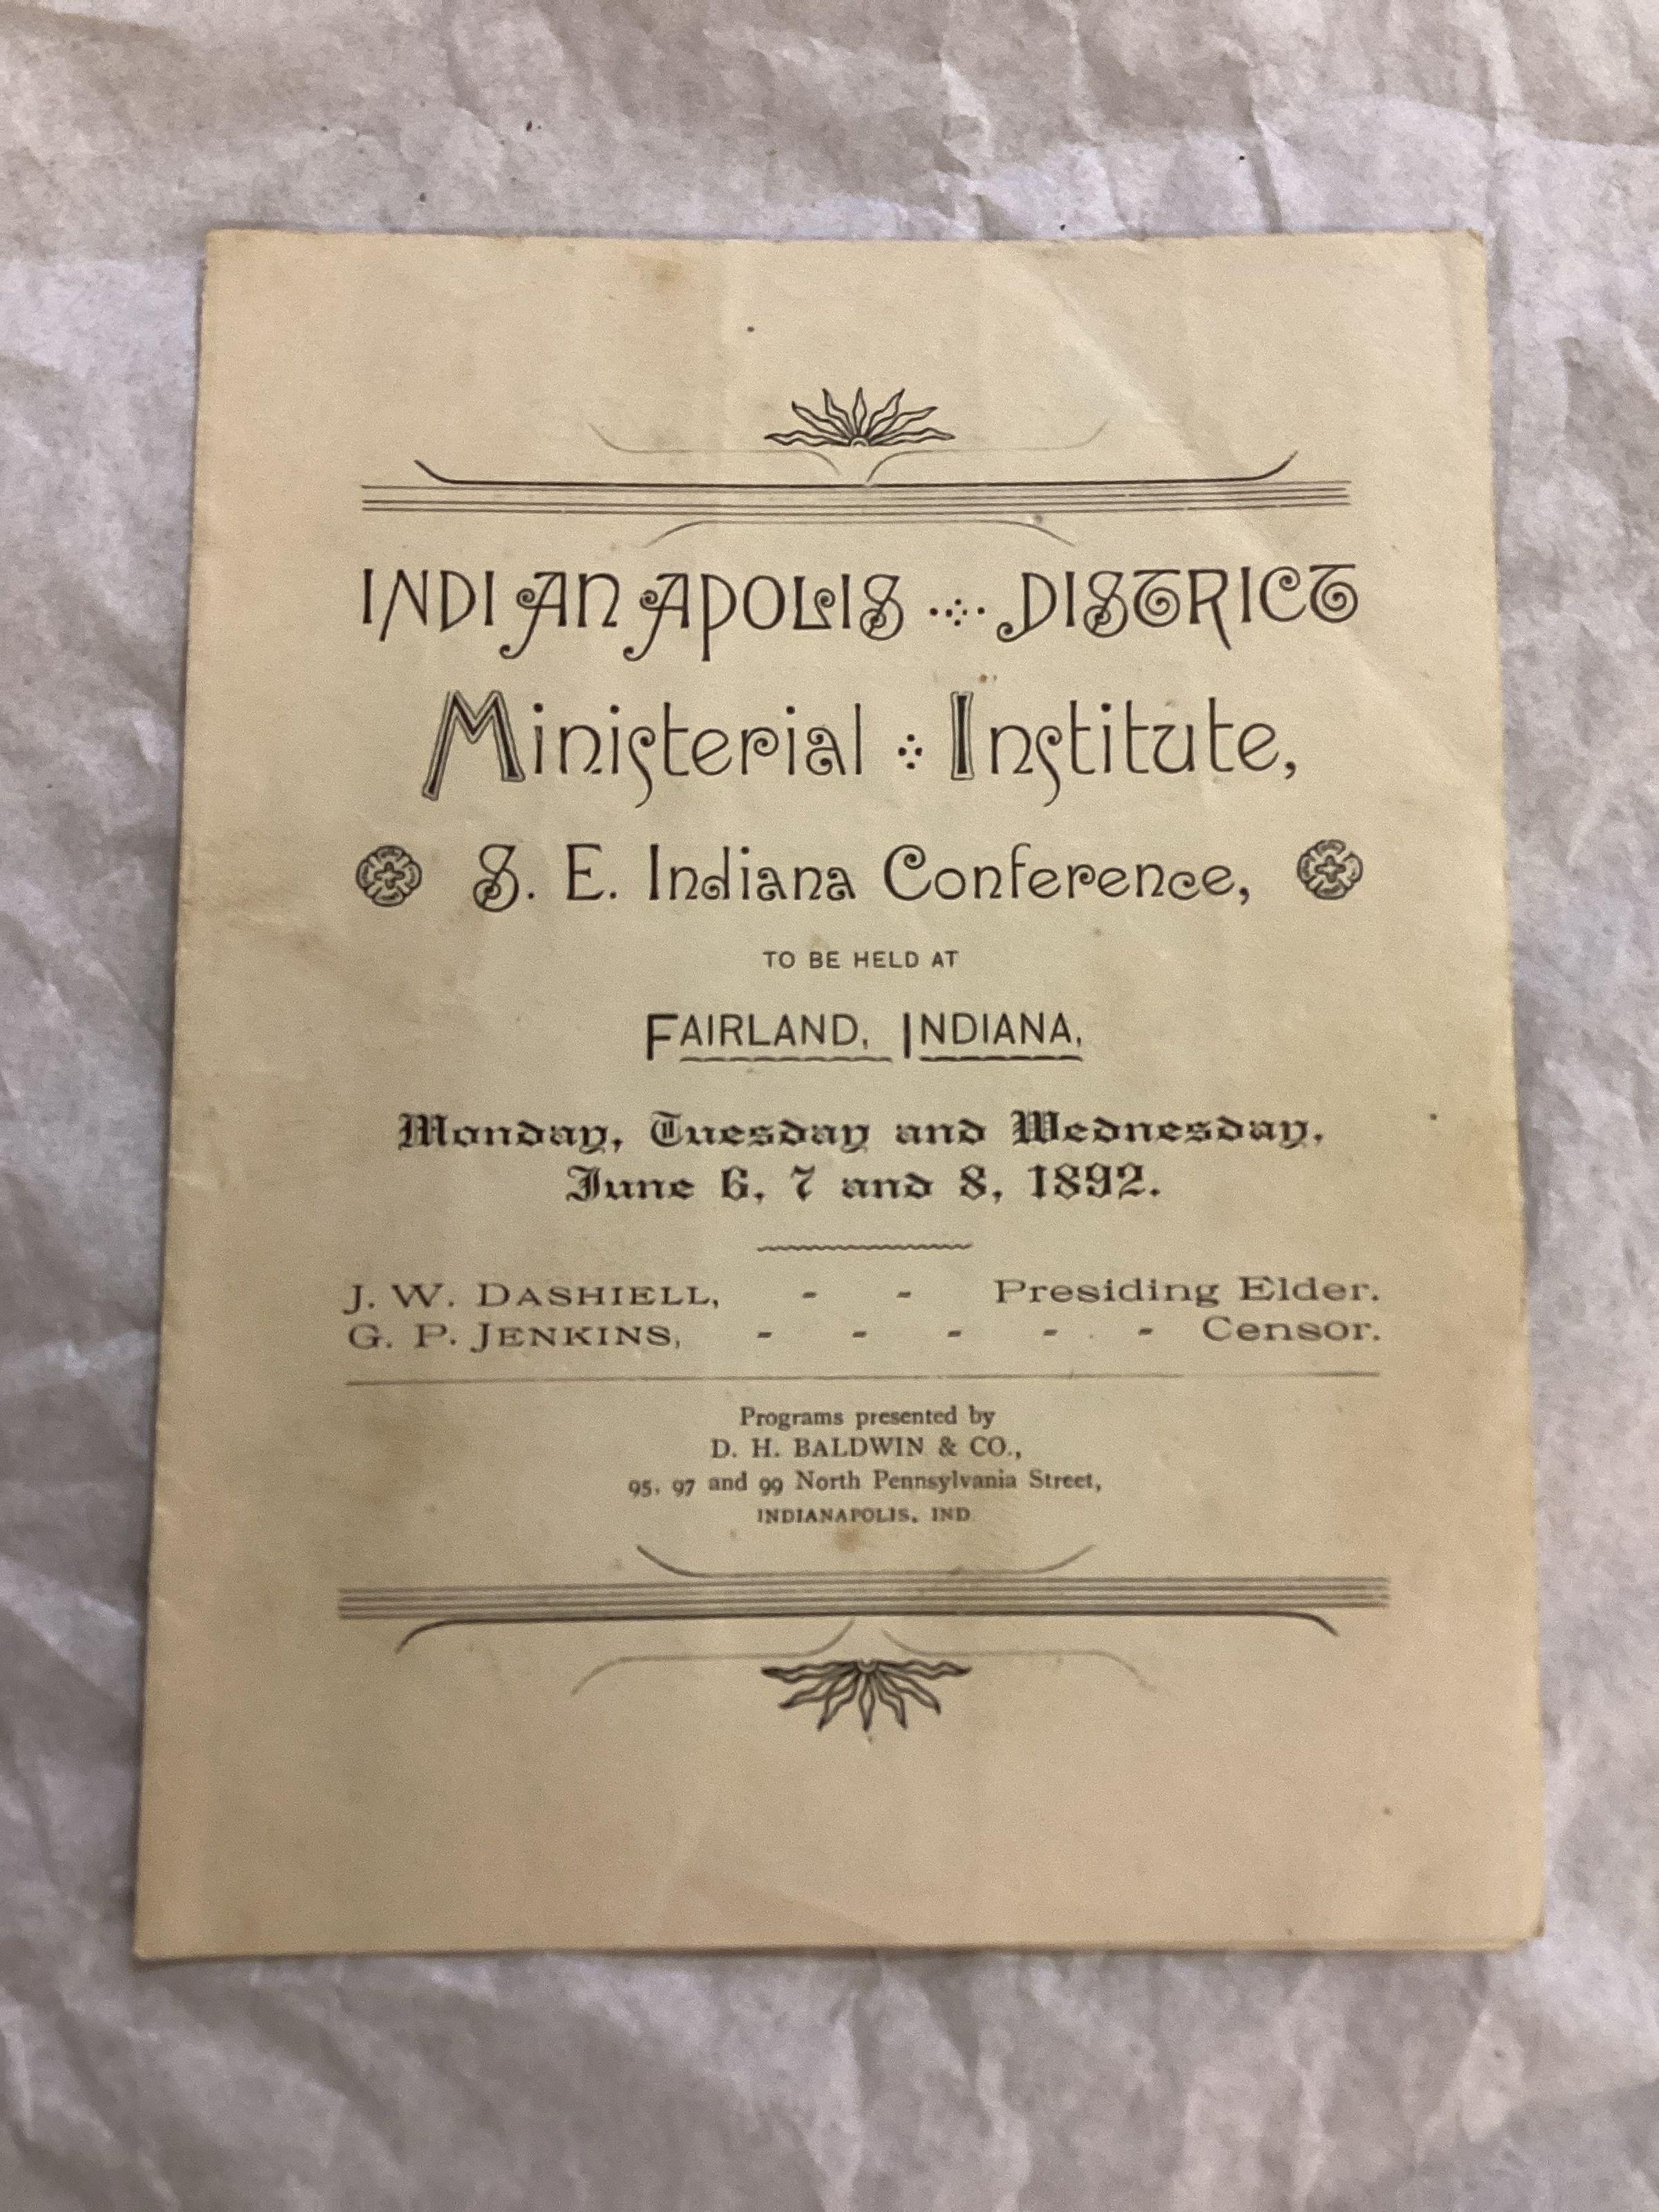 INDIANAPOLIS DISTRICT
Ministerial Institute,
S. E. Indiana Conference,
TO BE HELD AT
FAIRLAND, INDIANA,
Monday, Tuesday and Wednesday,
June 6, 7 and 8, 1892.
J. W. DASHIELL, - - Presiding Elder.
G. P. JENKINS, - - - - - Censor.
Programs presented by
D. H. BALDWIN & CO.,
95, 97 and 99 North Pennsylvania Street,
INDIANAPOLIS, IND